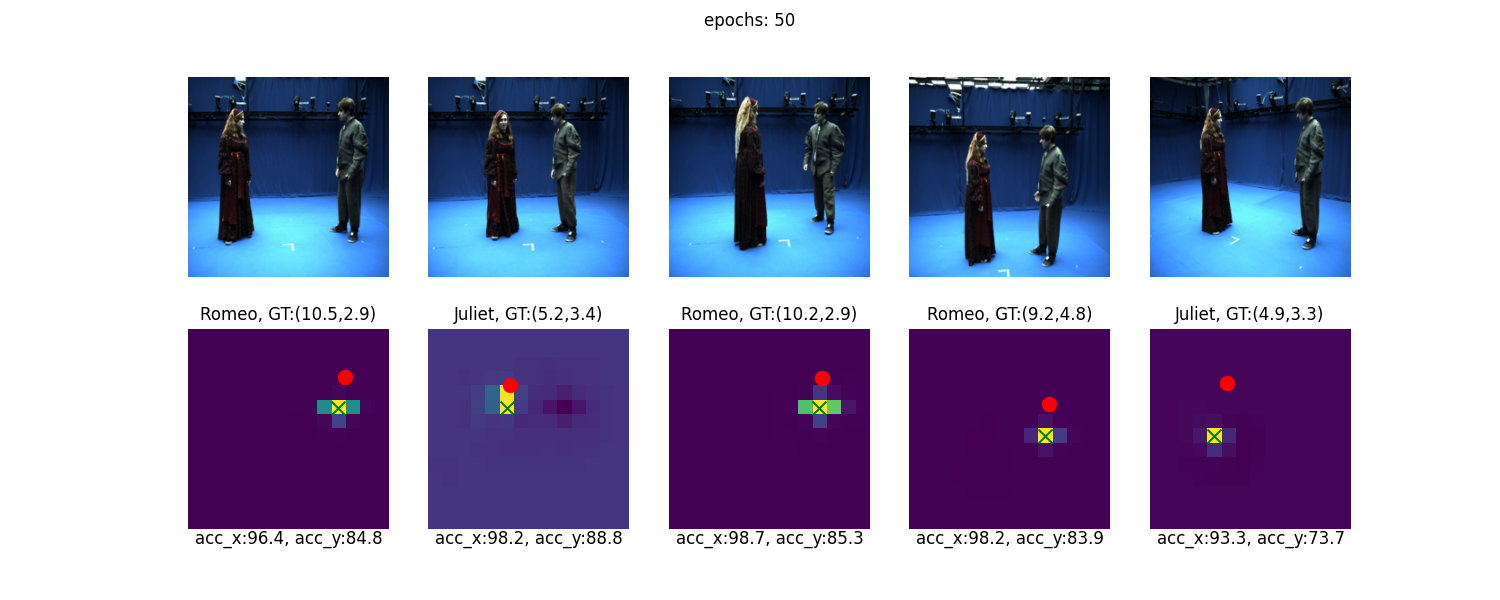 epochs: 50
Romeo, GT:(10.5,2.9)
Juliet, GT:(5.2,3.4)
Romeo, GT:(10.2,2.9)
Romeo, GT:(9.2,4.8)
Juliet, GT:(4.9,3.3)
acc_x:96.4, acc_y:84.8
acc_x:98.2, acc_y:88.8
acc_x:98.7, acc_y:85.3
acc_x:98.2, acc_y:83.9
acc_x:93.3, acc_y:73.7